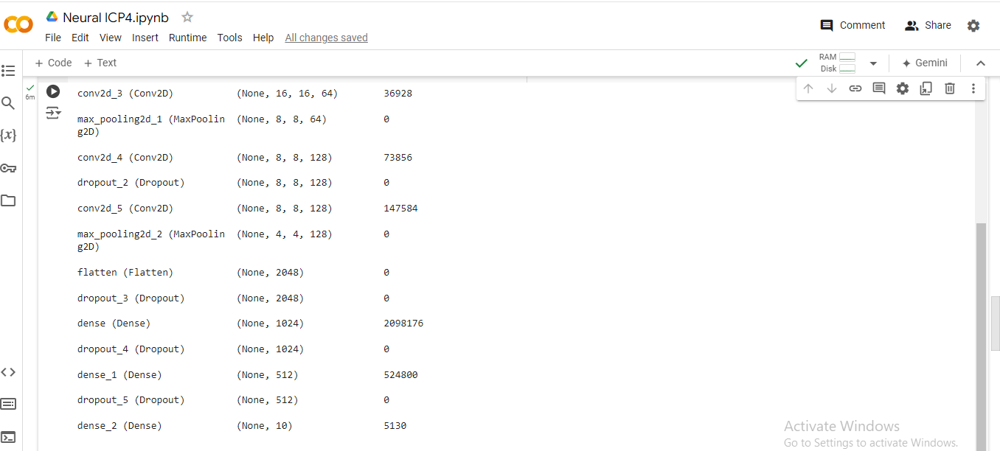 Neural ICP4.ipynb
File Edit View Insert Runtime Tools Help All changes saved
Comment Share
+ Code + Text
RAM
Disk
Gemini
6m
conv2d_3 (Conv2D) (None, 16, 16, 64) 36928
max_pooling2d_1 (MaxPoolin (None, 8, 8, 64) 0
g2D)
conv2d_4 (Conv2D) (None, 8, 8, 128) 73856
dropout_2 (Dropout) (None, 8, 8, 128) 0
conv2d_5 (Conv2D) (None, 8, 8, 128) 147584
max_pooling2d_2 (MaxPoolin (None, 4, 4, 128) 0
g2D)
flatten (Flatten) (None, 2048) 0
dropout_3 (Dropout) (None, 2048) 0
dense (Dense) (None, 1024) 2098176
dropout_4 (Dropout) (None, 1024) 0
dense_1 (Dense) (None, 512) 524800
dropout_5 (Dropout) (None, 512) 0
dense_2 (Dense) (None, 10) 5130
Activate Windows
Go to Settings to activate Windows.